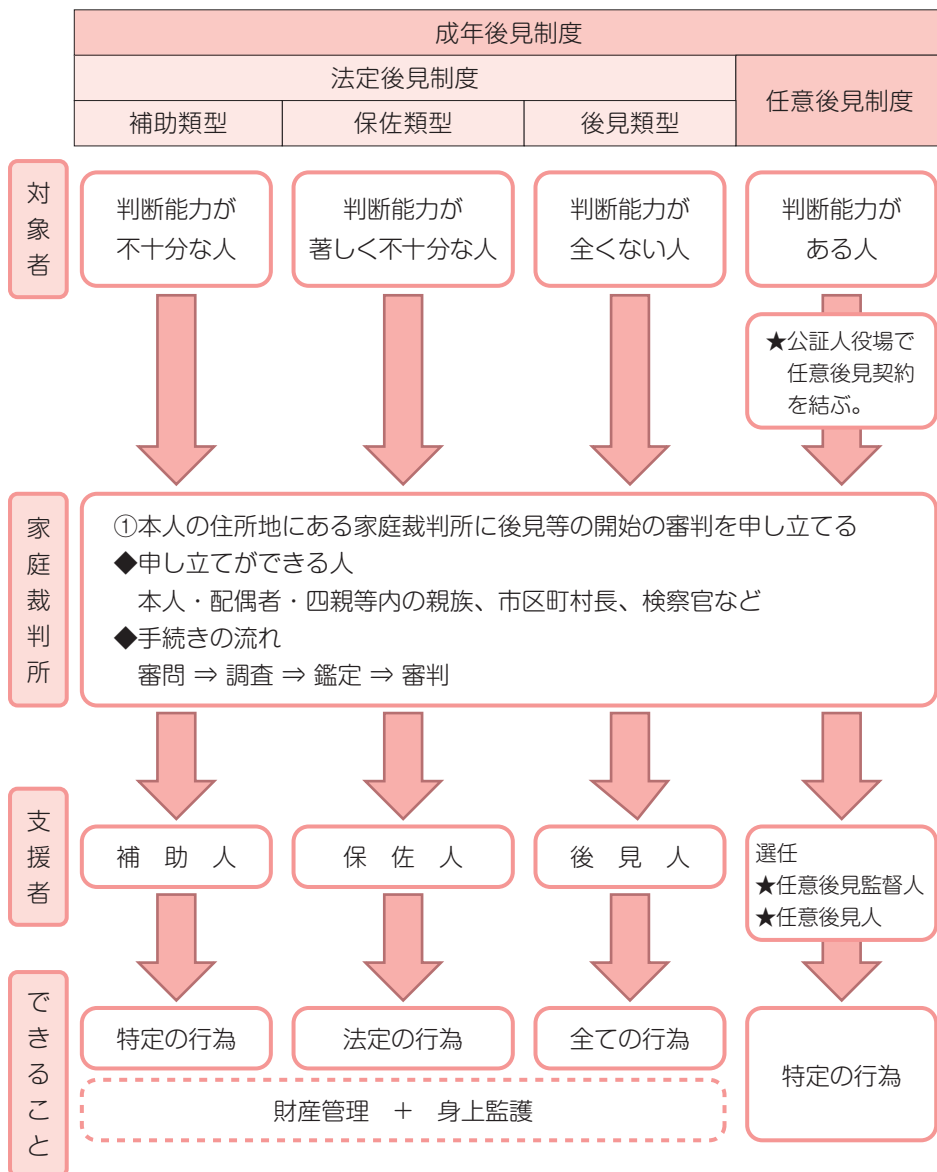 成年後見制度
法定後見制度
任意後見制度
補助類型
保佐類型
後見類型
対象者
判断能力が
不十分な人
判断能力が
著しく不十分な人
判断能力が
全くない人
判断能力が
ある人
★公証人役場で
任意後見契約
を結ぶ。
家庭裁判所
①本人の住所地にある家庭裁判所に後見等の開始の審判を申し立てる
◆申し立てができる人
本人・配偶者・四親等内の親族、市区町村長、検察官など
◆手続きの流れ
審問 ⇒ 調査 ⇒ 鑑定 ⇒ 審判
支援者
補 助 人
保 佐 人
後 見 人
選任
★任意後見監督人
★任意後見人
できること
特定の行為
法定の行為
全ての行為
特定の行為
財産管理 ＋ 身上監護